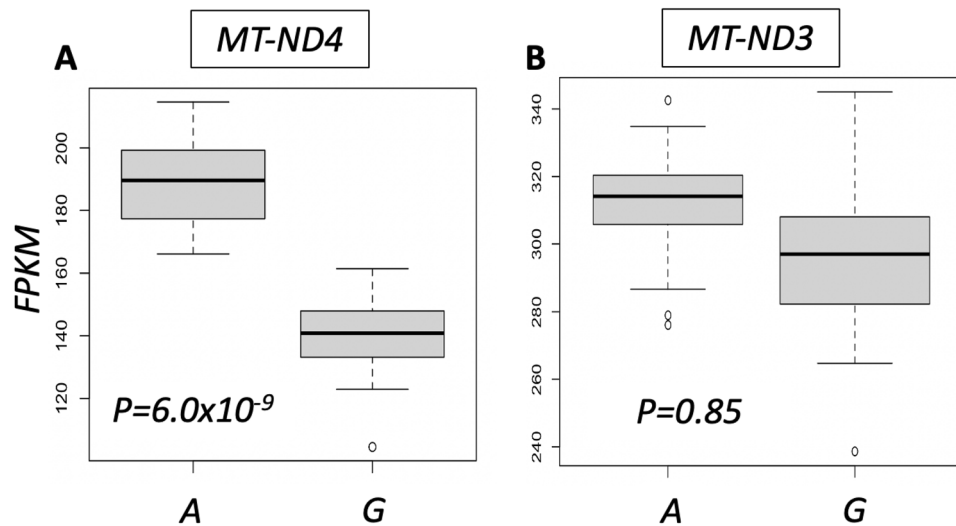 A
MT-ND4
B
MT-ND3
FPKM
200
180
160
140
120
P=6.0x10⁻⁹
A
G
340
320
300
280
260
240
P=0.85
A
G